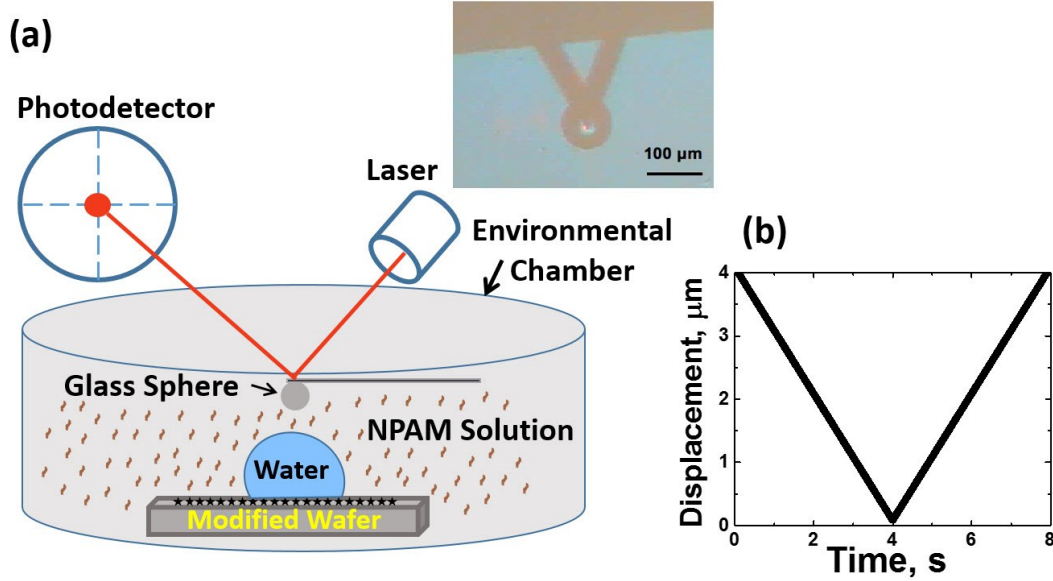 (a)
Photodetector
Laser
100 μm
Environmental
Chamber
Glass Sphere
NPAM Solution
Water
Modified Wafer
(b)
Displacement, μm
4
3
2
1
0
0 2 4 6 8
Time, s